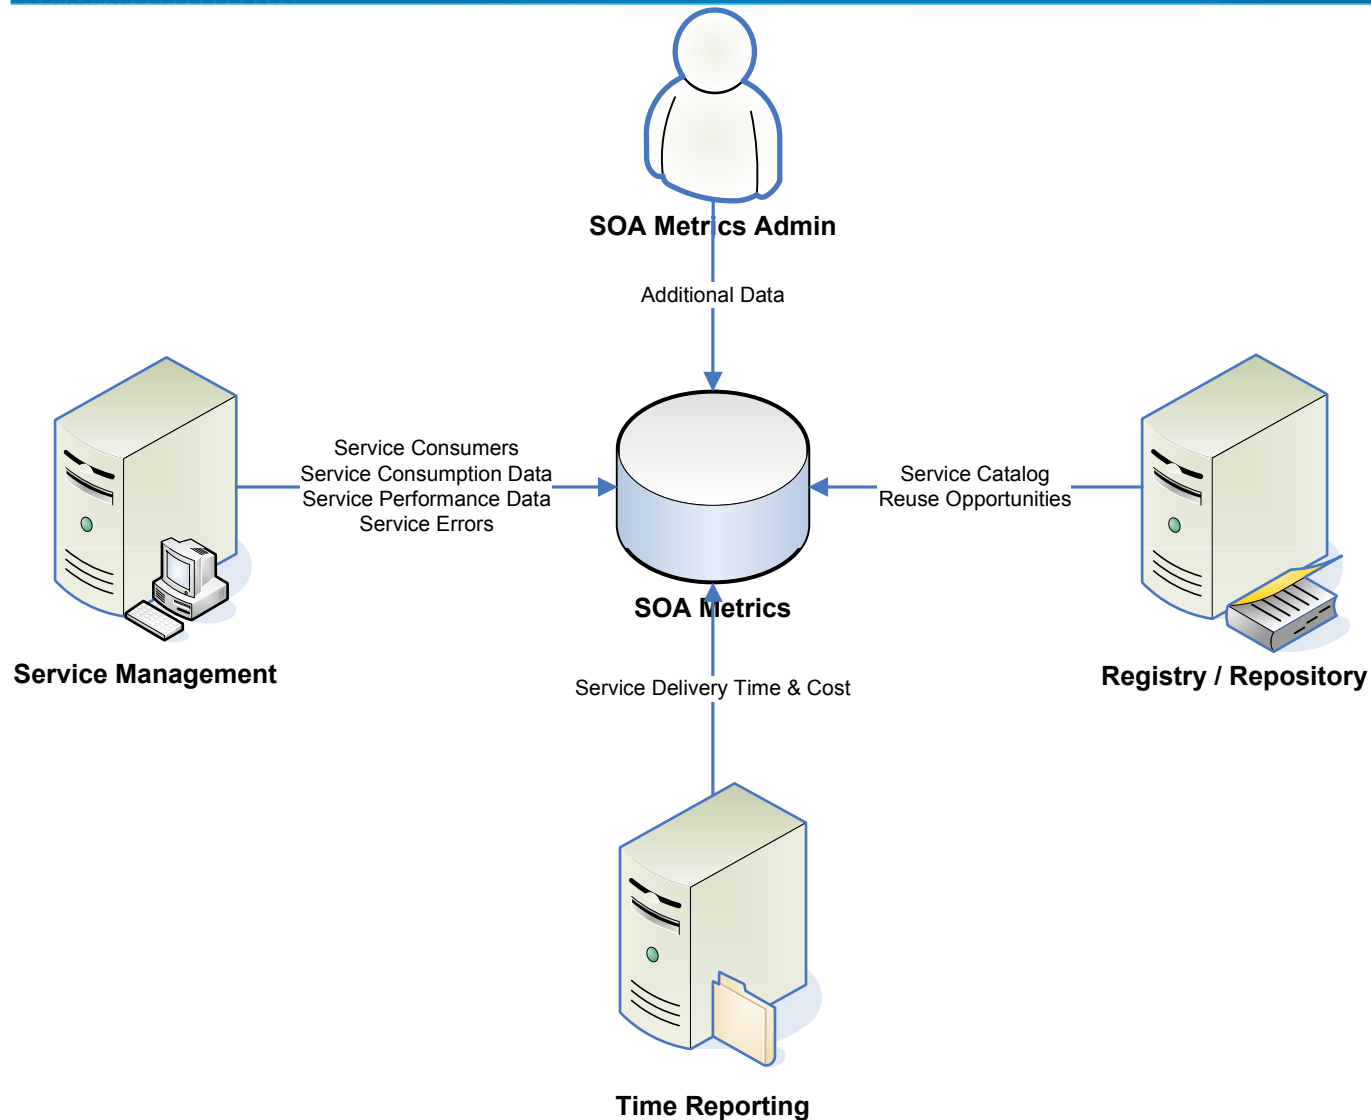 SOA Metrics Admin
Additional Data
Service Consumers
Service Consumption Data
Service Performance Data
Service Errors
Service Catalog
Reuse Opportunities
SOA Metrics
Service Management
Registry / Repository
Service Delivery Time & Cost
Time Reporting